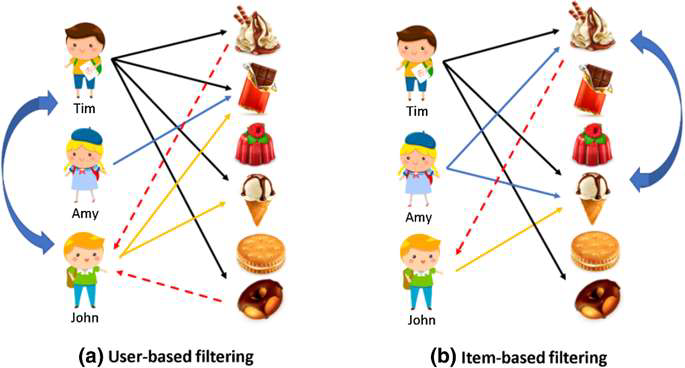 Tim
Amy
John
(a) User-based filtering
Tim
Amy
John
(b) Item-based filtering